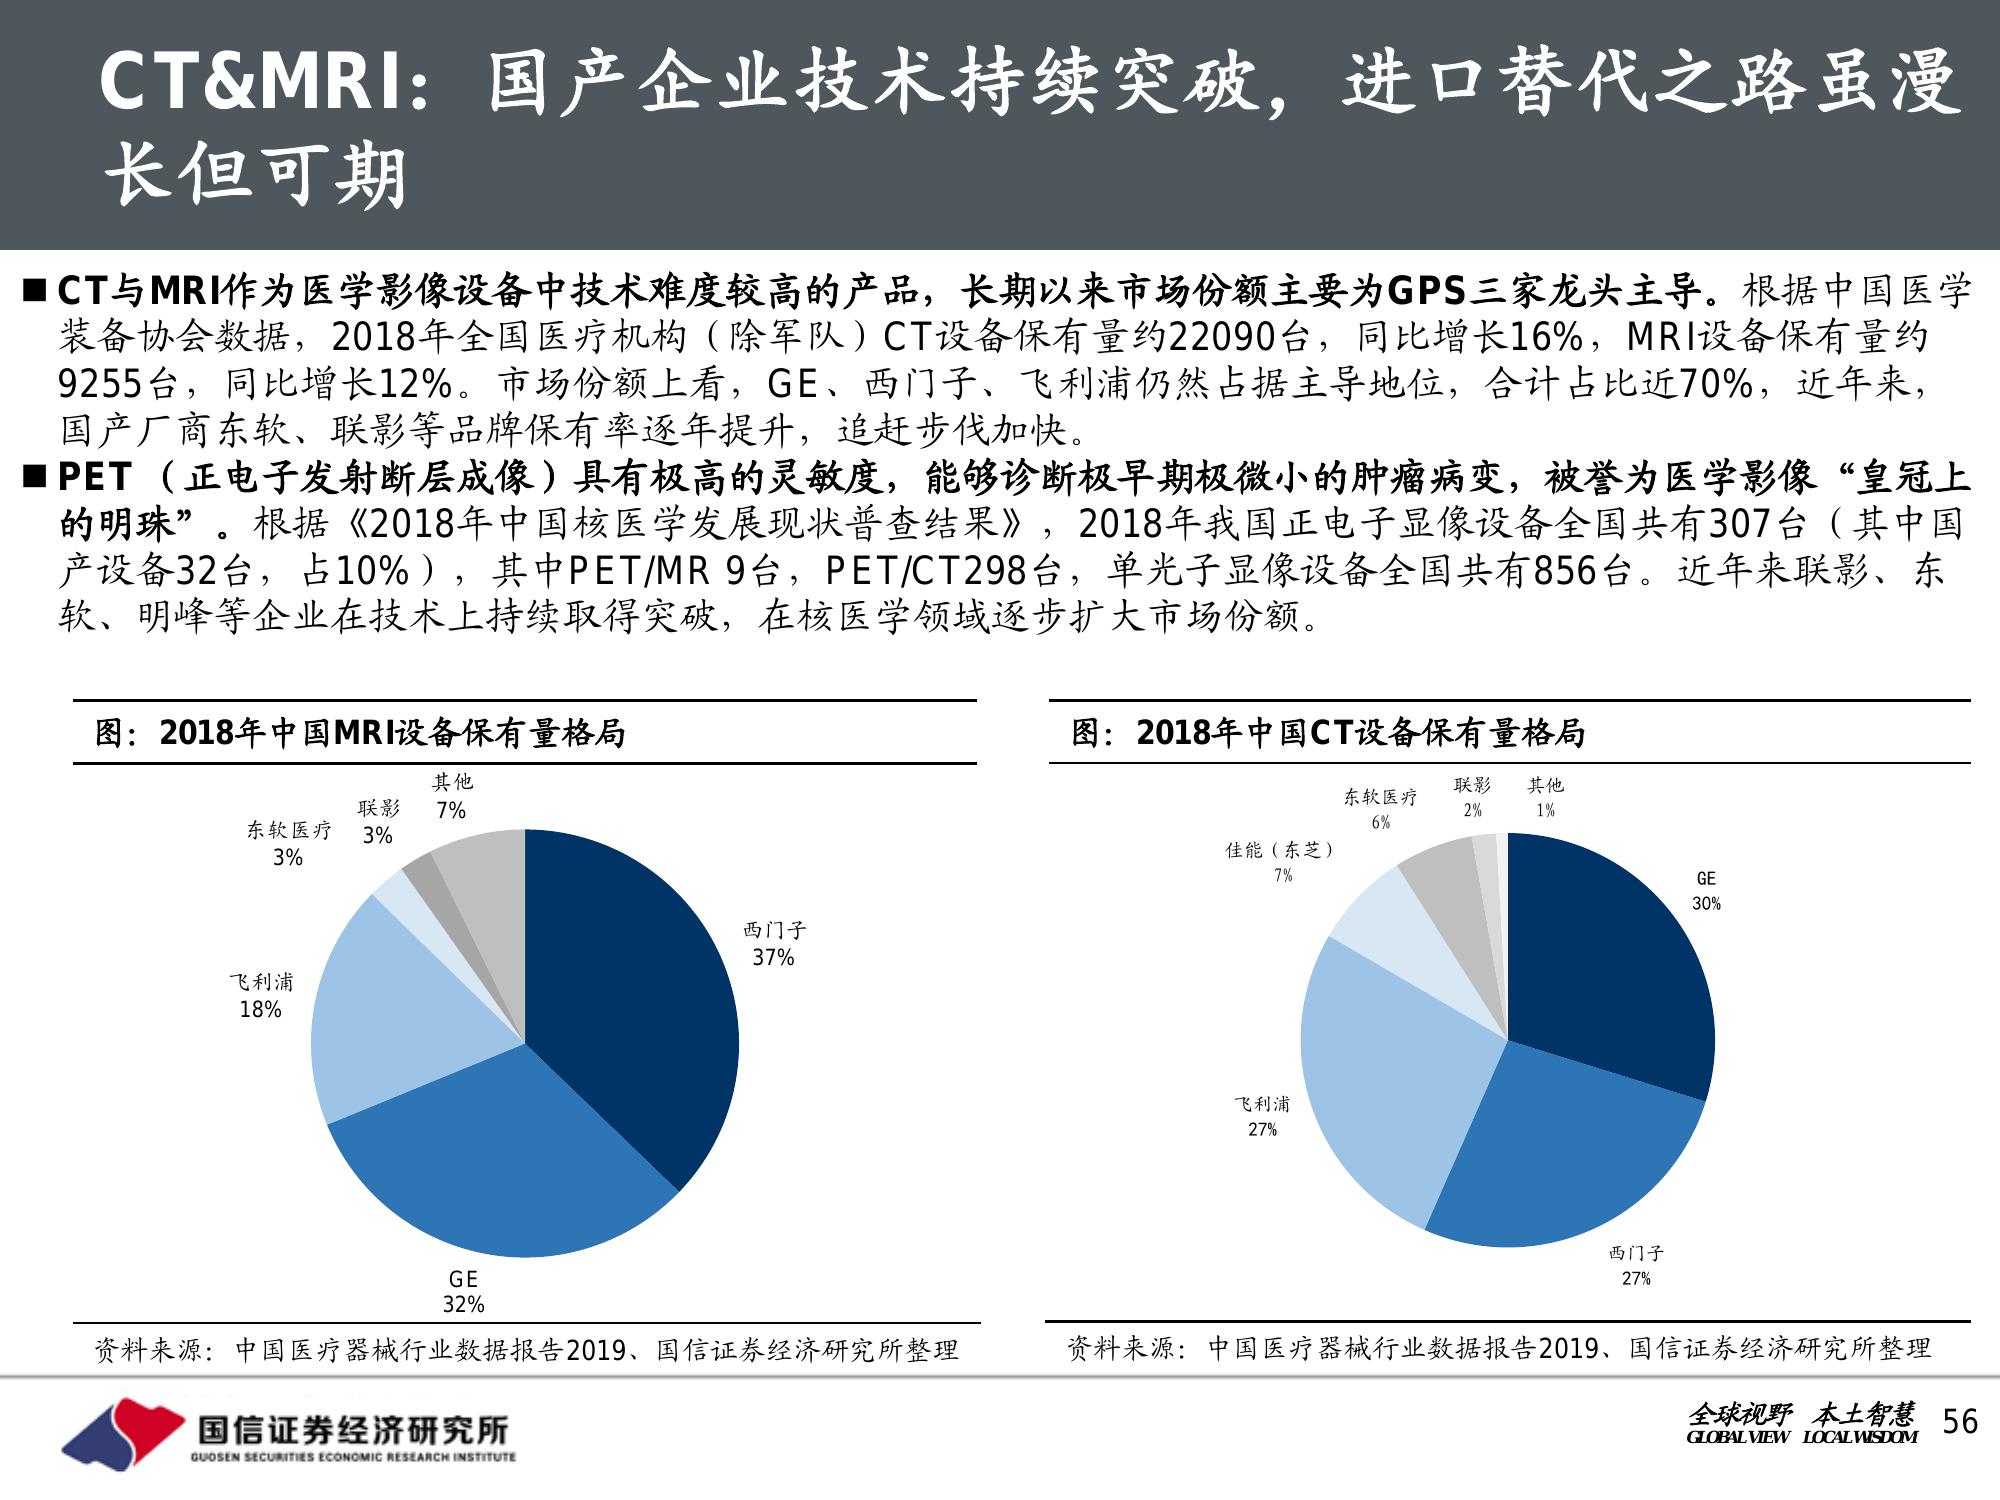 CT&MRI：国产企业技术持续突破，进口替代之路虽漫
长但可期
■CT与MRI作为医学影像设备中技术难度较高的产品，长期以来市场份额主要为GPS三家龙头主导。根据中国医学
装备协会数据，2018年全国医疗机构（除军队）CT设备保有量约22090台，同比增长16%，MRI设备保有量约
9255台，同比增长12%。市场份额上看，GE、西门子、飞利浦仍然占据主导地位，合计占比近70%，近年来，
国产厂商东软、联影等品牌保有率逐年提升，追赶步伐加快。
■PET （正电子发射断层成像）具有极高的灵敏度，能够诊断极早期极微小的肿瘤病变，被誉为医学影像“皇冠上
的明珠”。根据《2018年中国核医学发展现状普查结果》，2018年我国正电子显像设备全国共有307台（其中国
产设备32台，占10%），其中PET/MR 9台，PET/CT298台，单光子显像设备全国共有856台。近年来联影、东
软、明峰等企业在技术上持续取得突破，在核医学领域逐步扩大市场份额。
图：2018年中国MRI设备保有量格局
其他
7%
联影
3%
东软医疗
3%
西门子
37%
飞利浦
18%
GE
32%
资料来源：中国医疗器械行业数据报告2019、国信证券经济研究所整理
图：2018年中国CT设备保有量格局
其他
1%
联影
2%
东软医疗
6%
佳能（东芝）
7%
GE
30%
飞利浦
27%
西门子
27%
资料来源：中国医疗器械行业数据报告2019、国信证券经济研究所整理
国信证券经济研究所
GUOSEN SECURITIES ECONOMIC RESEARCH INSTITUTE
全球视野 本土智慧
GLOBAL VIEW LOCAL WISDOM
56